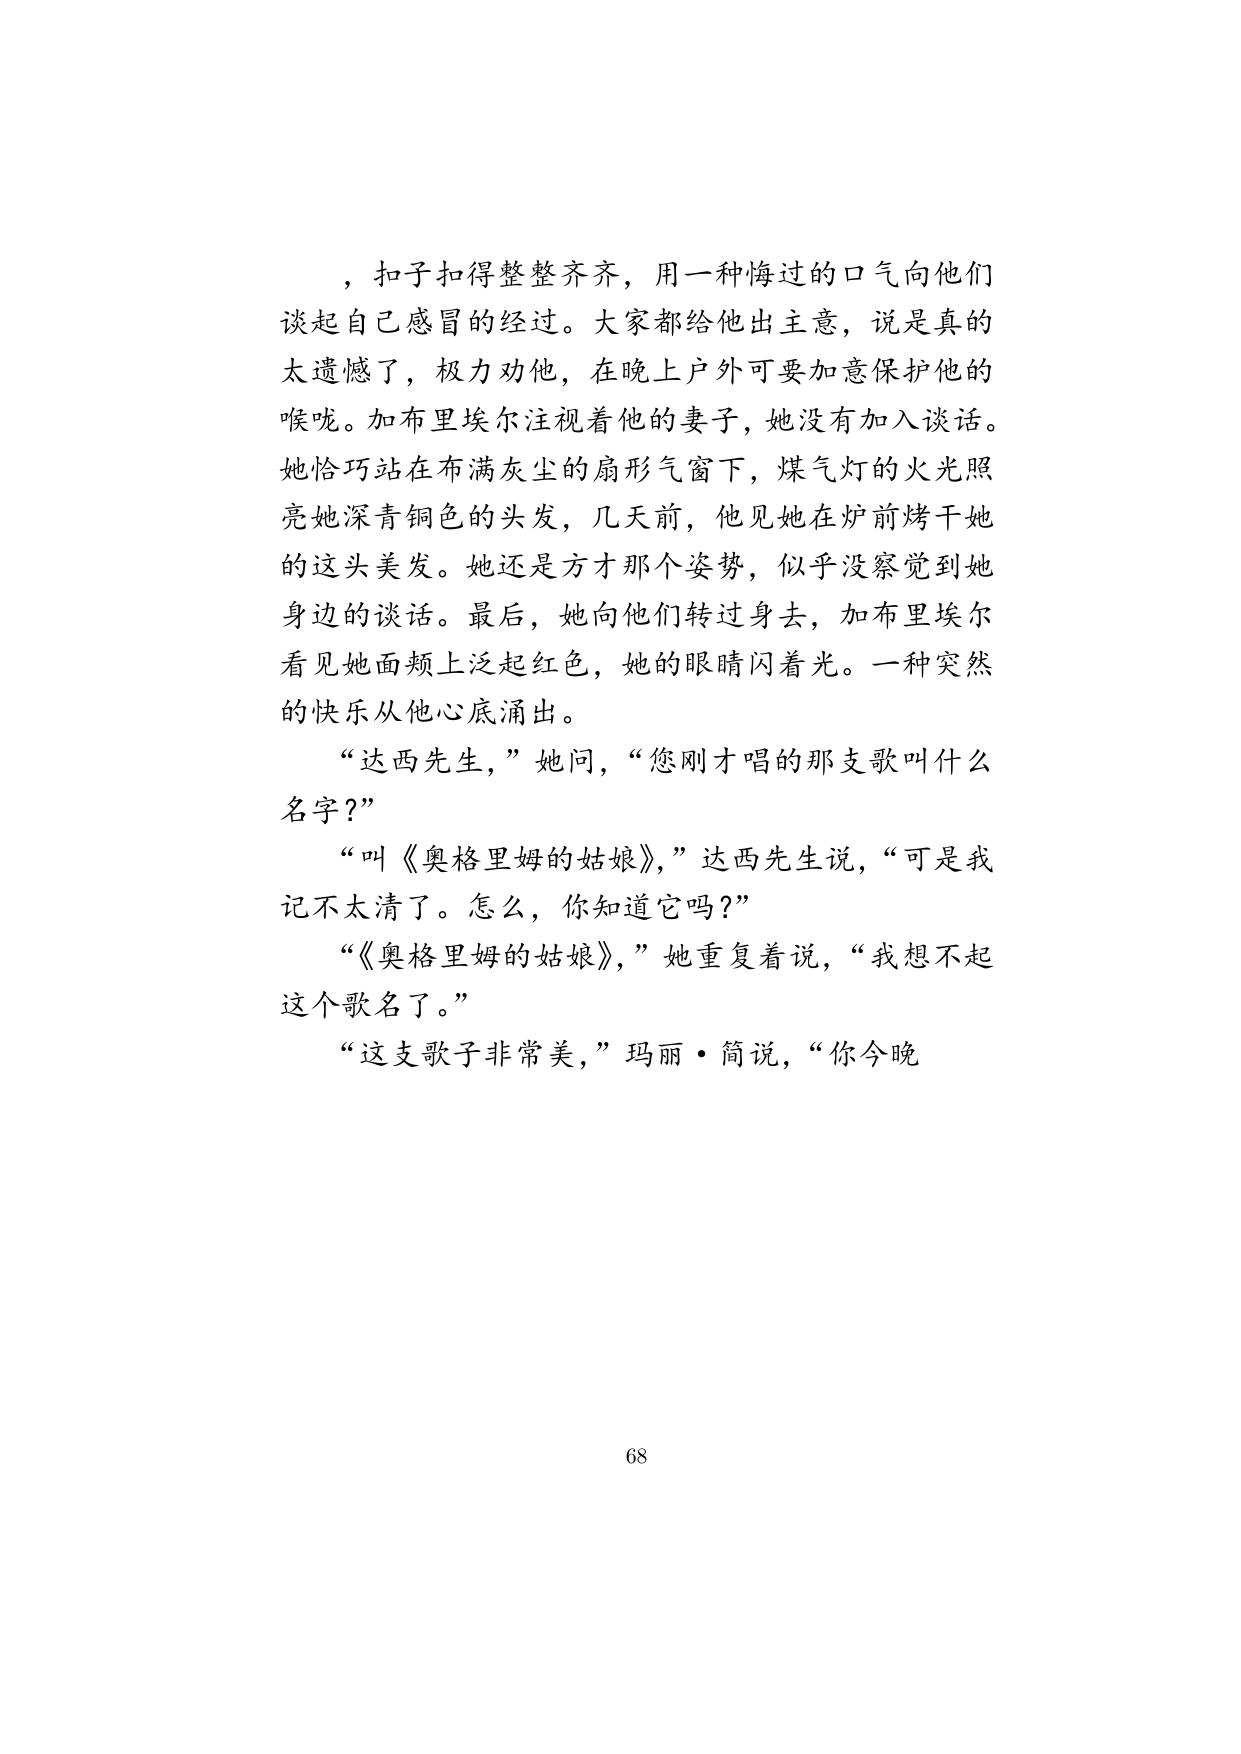 ，扣子扣得整整齐齐，用一种悔过的口气向他们
谈起自己感冒的经过。大家都给他出主意，说是真的
太遗憾了，极力劝他，在晚上户外可要加意保护他的
喉咙。加布里埃尔注视着他的妻子，她没有加入谈话。
她恰巧站在布满灰尘的扇形气窗下，煤气灯的火光照
亮她深青铜色的头发，几天前，他见她在炉前烤干她
的这头美发。她还是方才那个姿势，似乎没察觉到她
身边的谈话。最后，她向他们转过身去，加布里埃尔
看见她面颊上泛起红色，她的眼睛闪着光。一种突然
的快乐从他心底涌出。
“达西先生，”她问，“您刚才唱的那支歌叫什么
名字？”
“叫《奥格里姆的姑娘》，”达西先生说，“可是我
记不太清了。怎么，你知道它吗？”
“《奥格里姆的姑娘》，”她重复着说，“我想不起
这个歌名了。”
“这支歌子非常美，”玛丽·简说，“你今晚
68